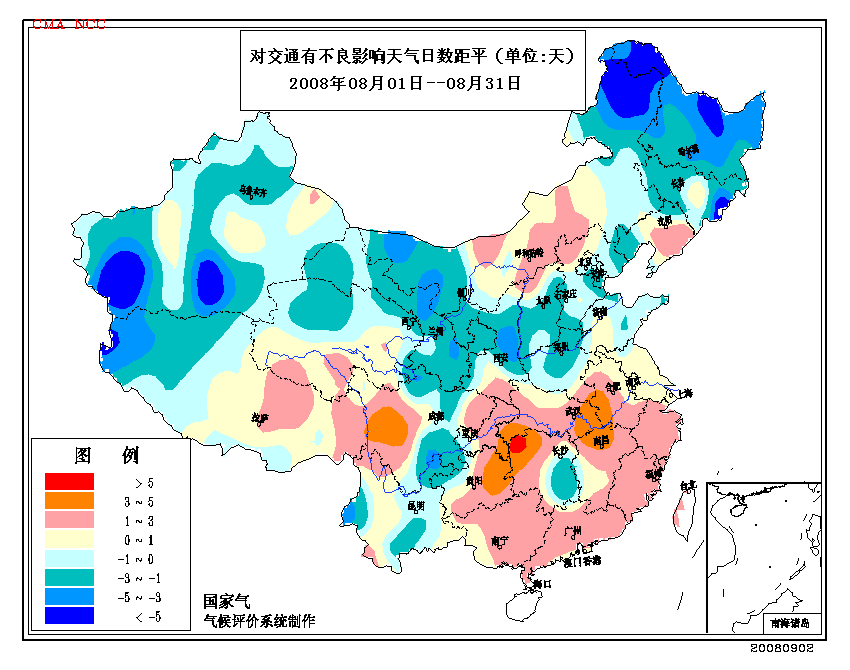 CMA NCC
对交通有不良影响天气日数距平（单位:天）
2008年08月01日--08月31日
哈尔滨
长春
乌鲁木齐
沈阳
呼和浩特
北京
天津
银川
太原
石家庄
济南
西宁
兰州
西安
郑州
合肥
南京
上海
拉萨
成都
重庆
武汉
南昌
长沙
贵阳
福州
台北
昆明
南宁
广州
澳门
香港
海口
图 例
> 5
3 ~ 5
1 ~ 3
0 ~ 1
-1 ~ 0
-3 ~ -1
-5 ~ -3
< -5
国家气
气候评价系统制作
南海诸岛
20080902